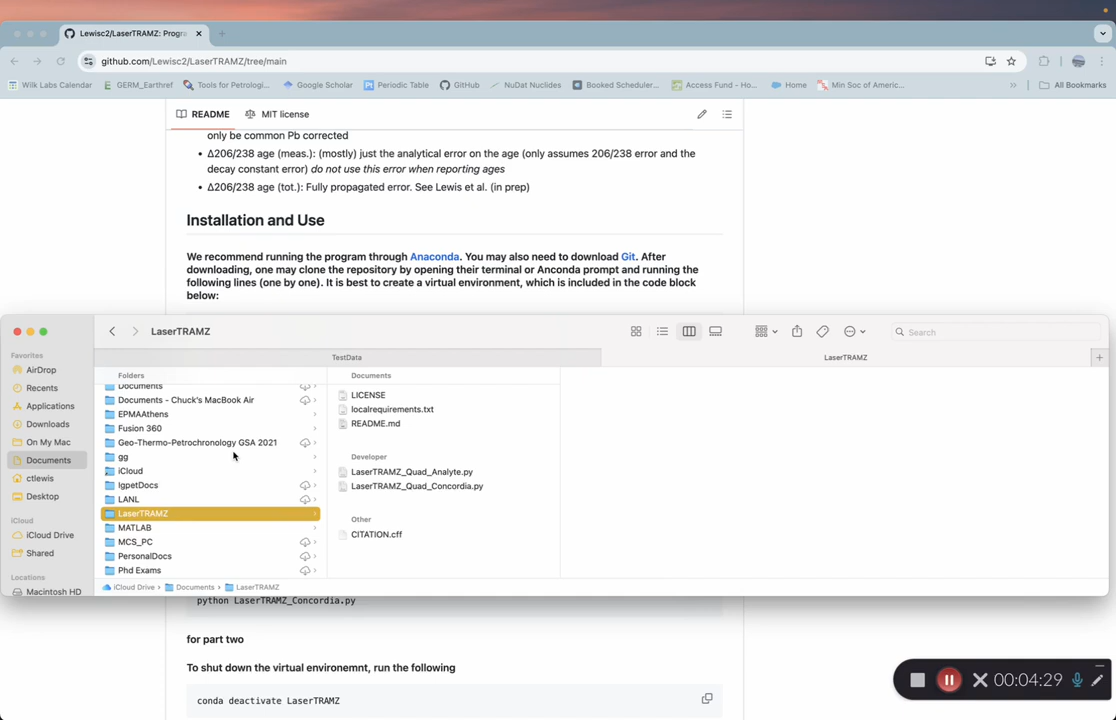 Lewisc2/LaserTRAMZ: Progra
github.com/Lewisc2/LaserTRAMZ/tree/main
Wilk Labs Calendar GERM_Earthref Tools for Petrologi... Google Scholar Periodic Table GitHub NuDat Nuclides Booked Scheduler... Access Fund - Ho... Home Min Soc of Americ... » All Bookmarks
README MIT license
only be common Pb corrected
• Δ206/238 age (meas.): (mostly) just the analytical error on the age (only assumes 206/238 error and the
decay constant error) do not use this error when reporting ages
• Δ206/238 age (tot.): Fully propagated error. See Lewis et al. (in prep)
Installation and Use
We recommend running the program through Anaconda. You may also need to download Git. After
downloading, one may clone the repository by opening their terminal or Anconda prompt and running the
following lines (one by one). It is best to create a virtual environment, which is included in the code block
below:
LaserTRAMZ
Search
TestData LaserTRAMZ
Favorites
AirDrop
Recents
Applications
Downloads
On My Mac
Documents
ctlewis
Desktop
iCloud
iCloud Drive
Shared
Locations
Macintosh HD
Folders
Documents
Documents - Chuck's MacBook Air
EPMAAthens
Fusion 360
Geo-Thermo-Petrochronology GSA 2021
gg
iCloud
IgpetDocs
LANL
LaserTRAMZ
MATLAB
MCS_PC
PersonalDocs
Phd Exams
Documents
LICENSE
localrequirements.txt
README.md
Developer
LaserTRAMZ_Quad_Analyte.py
LaserTRAMZ_Quad_Concordia.py
Other
CITATION.cff
iCloud Drive › Documents › LaserTRAMZ
python LaserTRAMZ_Concordia.py
for part two
To shut down the virtual environemnt, run the following
conda deactivate LaserTRAMZ
00:04:29